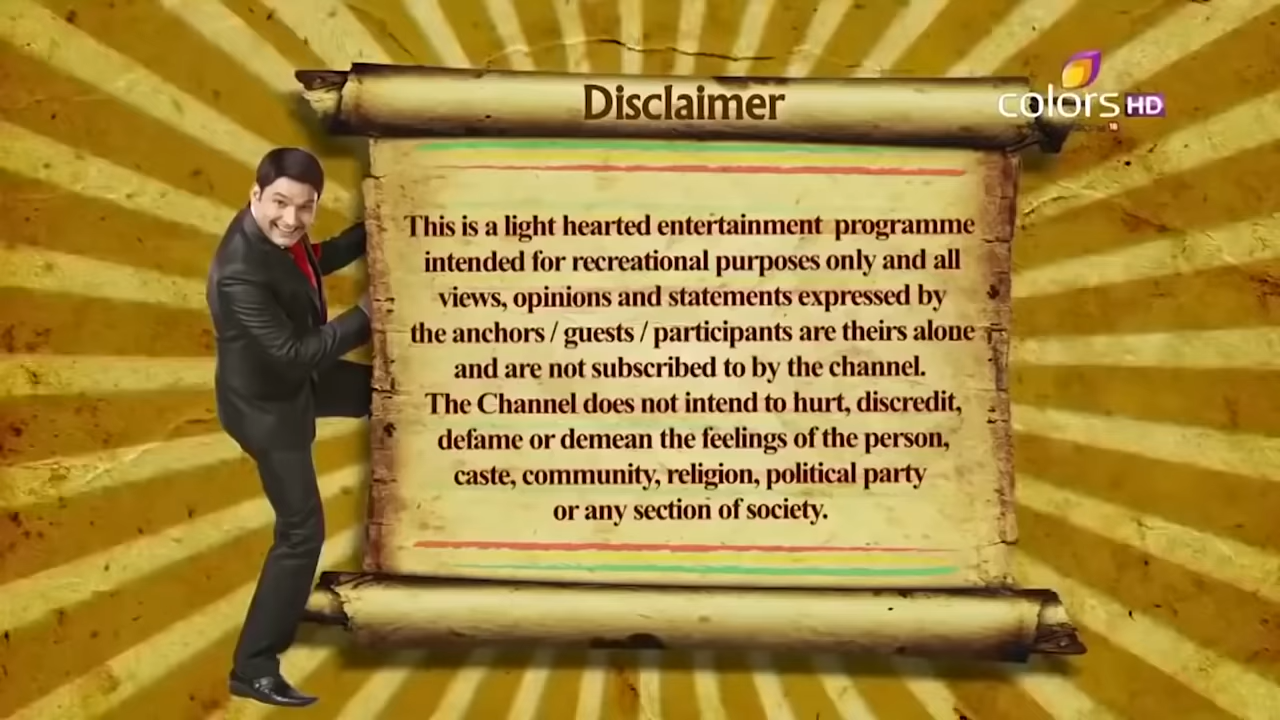 Disclaimer
colors HD
This is a light hearted entertainment programme
intended for recreational purposes only and all
views, opinions and statements expressed by
the anchors / guests / participants are theirs alone
and are not subscribed to by the channel.
The Channel does not intend to hurt, discredit,
defame or demean the feelings of the person,
caste, community, religion, political party
or any section of society.